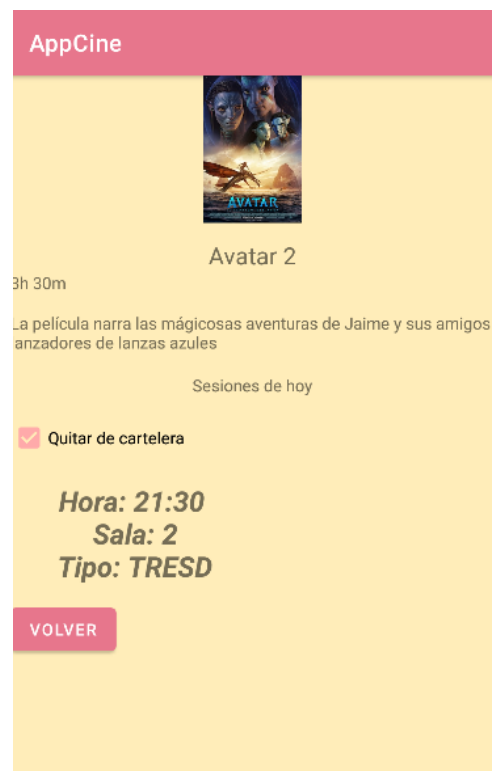 AppCine
AVATAR
Avatar 2
3h 30m
La película narra las mágicosas aventuras de Jaime y sus amigos
lanzadores de lanzas azules
Sesiones de hoy
Quitar de cartelera
Hora: 21:30
Sala: 2
Tipo: TRESD
VOLVER